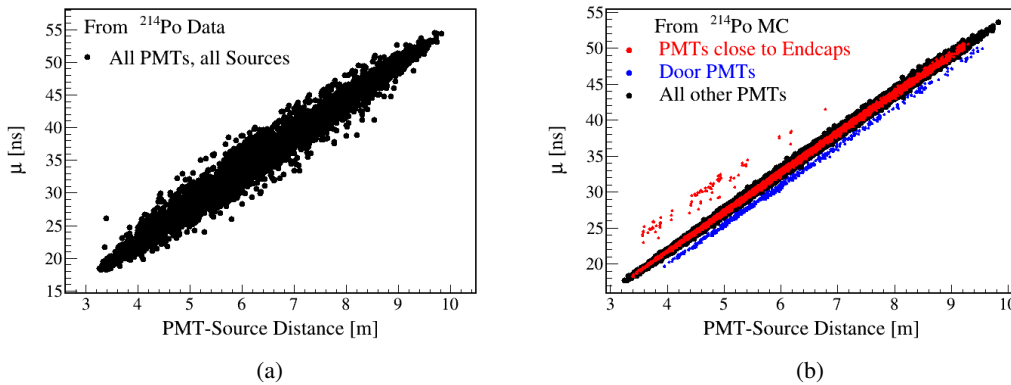 From ²¹⁴Po Data
All PMTs, all Sources
μ [ns]
55
50
45
40
35
30
25
20
15
3 4 5 6 7 8 9 10
PMT-Source Distance [m]
(a)
From ²¹⁴Po MC
PMTs close to Endcaps
Door PMTs
All other PMTs
μ [ns]
55
50
45
40
35
30
25
20
3 4 5 6 7 8 9 10
PMT-Source Distance [m]
(b)